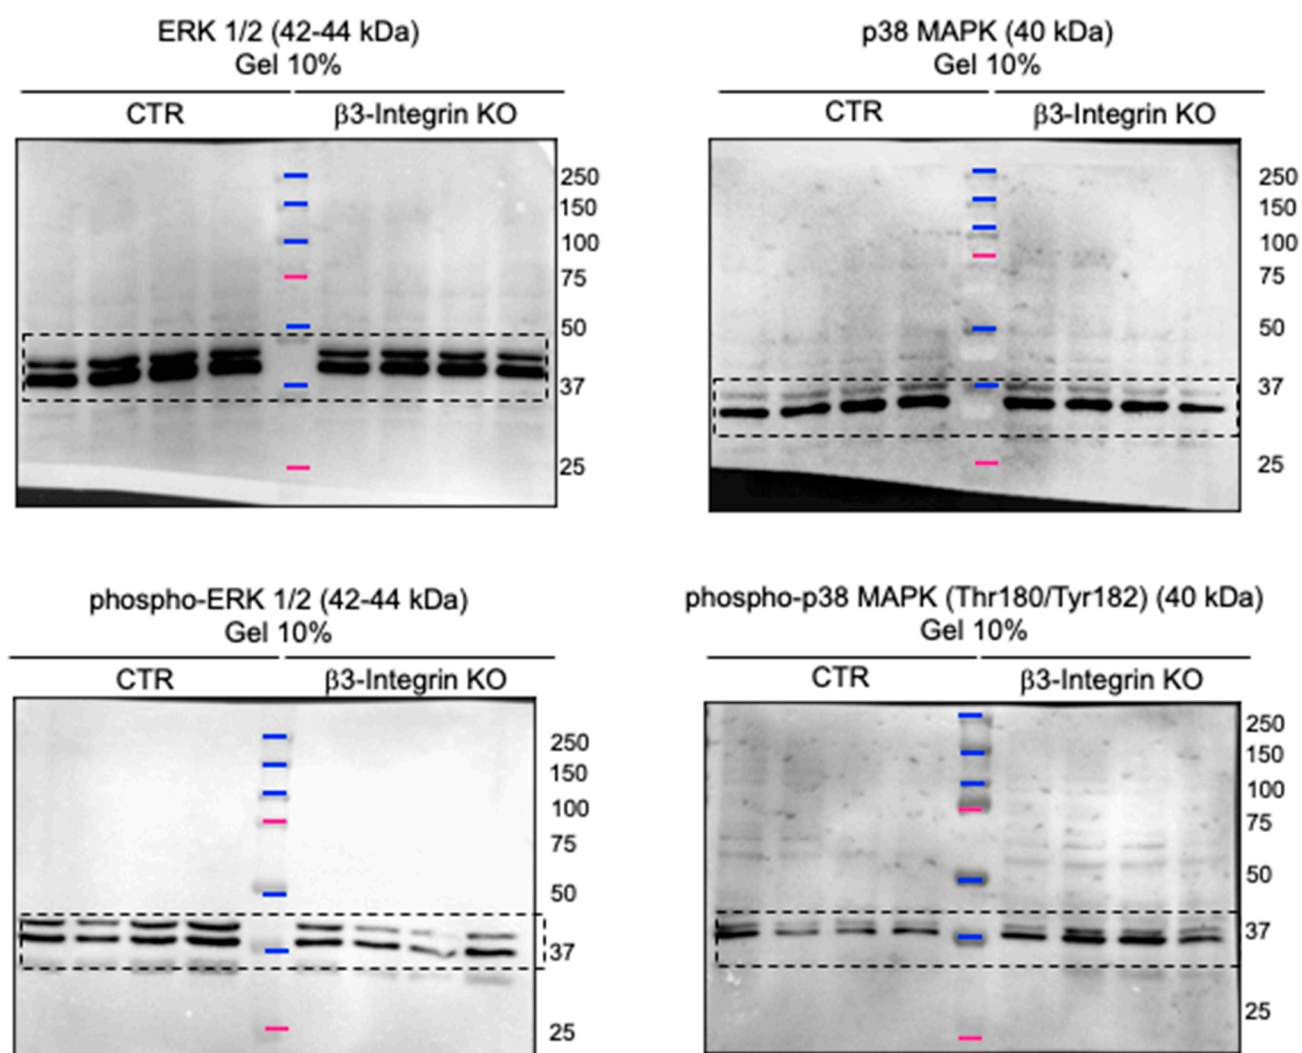 ERK 1/2 (42-44 kDa)
Gel 10%
CTR β3-Integrin KO
250
150
100
75
50
37
25
p38 MAPK (40 kDa)
Gel 10%
CTR β3-Integrin KO
250
150
100
75
50
37
25
phospho-ERK 1/2 (42-44 kDa)
Gel 10%
CTR β3-Integrin KO
250
150
100
75
50
37
25
phospho-p38 MAPK (Thr180/Tyr182) (40 kDa)
Gel 10%
CTR β3-Integrin KO
250
150
100
75
50
37
25